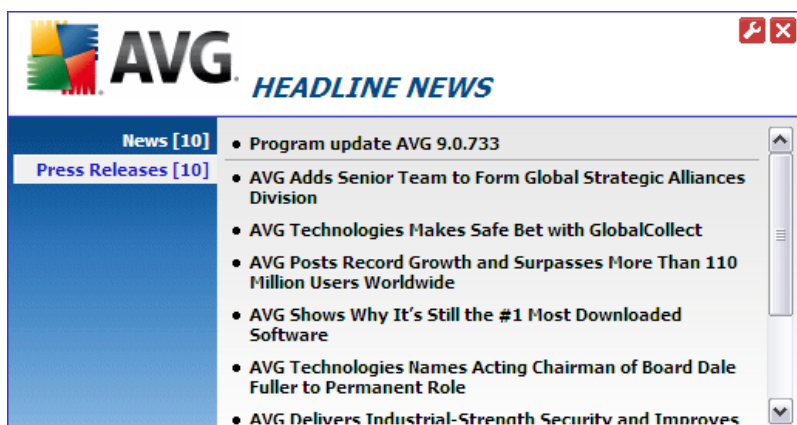 AVG.
HEADLINE NEWS
News [10]
Press Releases [10]
• Program update AVG 9.0.733
• AVG Adds Senior Team to Form Global Strategic Alliances
Division
• AVG Technologies Makes Safe Bet with GlobalCollect
• AVG Posts Record Growth and Surpasses More Than 110
Million Users Worldwide
• AVG Shows Why It's Still the #1 Most Downloaded
Software
• AVG Technologies Names Acting Chairman of Board Dale
Fuller to Permanent Role
• AVG Delivers Industrial-Strength Security and Improves